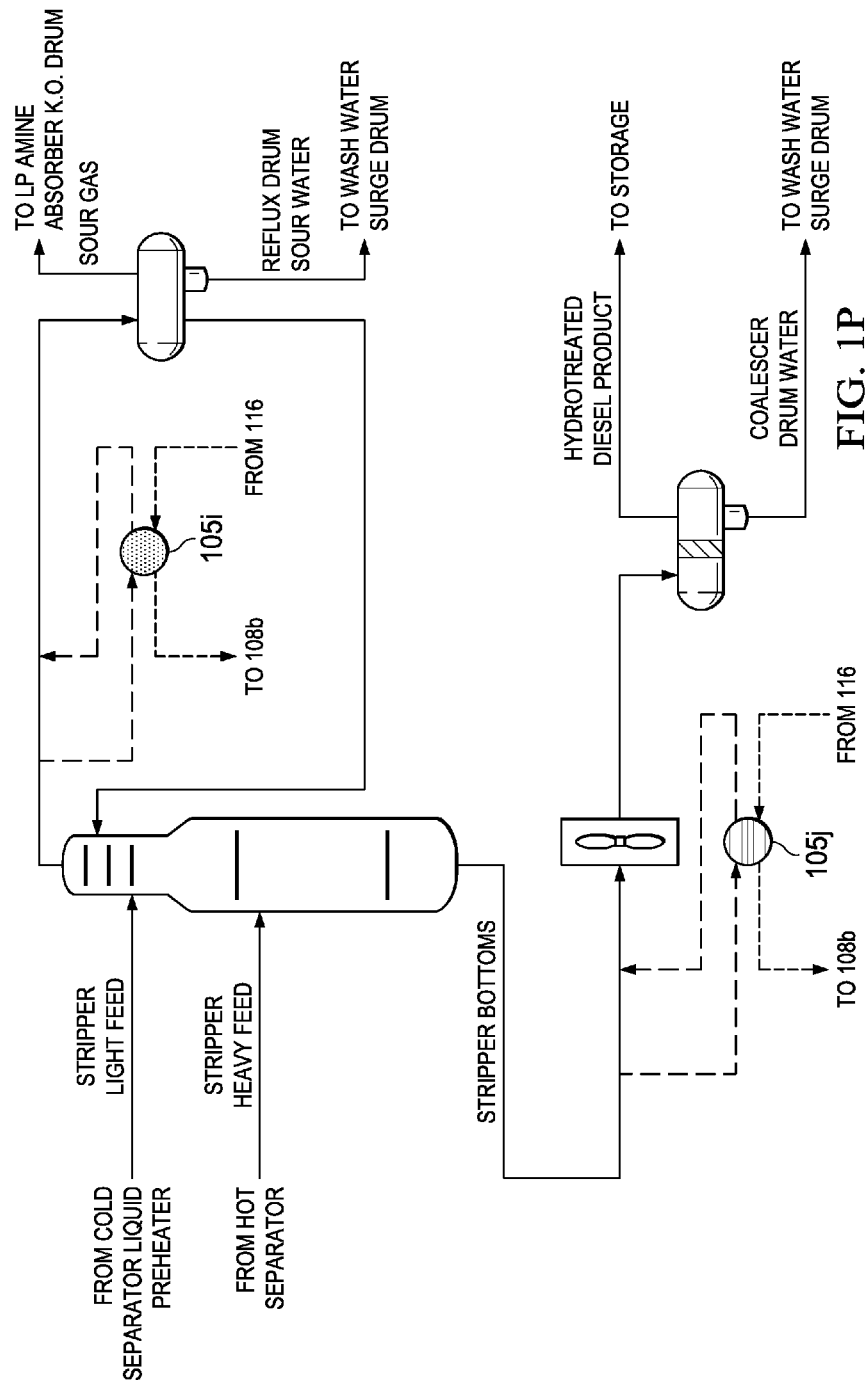 FROM COLD
SEPARATOR LIQUID
PREHEATER
STRIPPER
LIGHT FEED
FROM HOT
SEPARATOR
STRIPPER
HEAVY FEED
TO 108b
105i
FROM 116
TO LP AMINE
ABSORBER K.O. DRUM
SOUR GAS
REFLUX DRUM
SOUR WATER
TO WASH WATER
SURGE DRUM
STRIPPER BOTTOMS
TO 108b
105j
FROM 116
HYDROTREATED
DIESEL PRODUCT
TO STORAGE
COALESCER
DRUM WATER
TO WASH WATER
SURGE DRUM
FIG. 1P